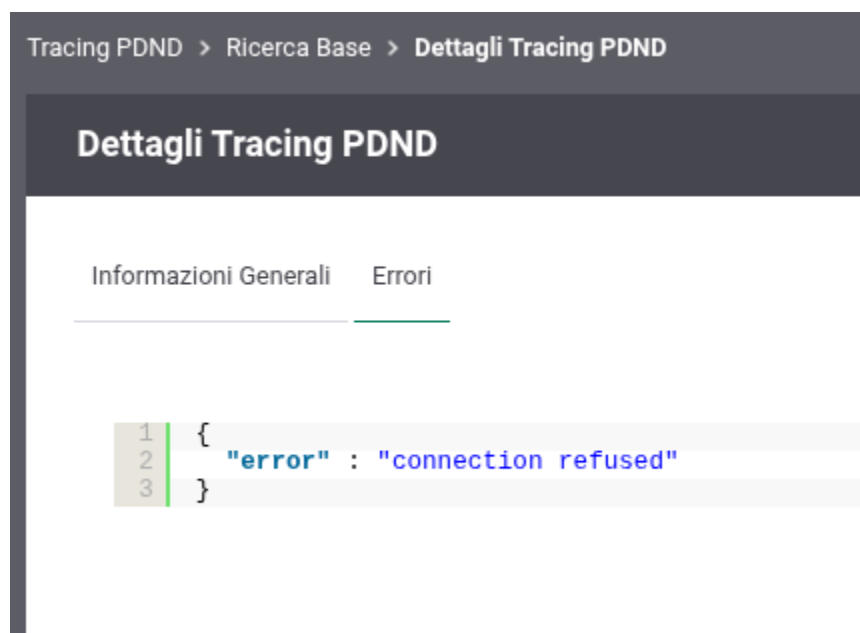 Tracing PDND > Ricerca Base > Dettagli Tracing PDND
Dettagli Tracing PDND
Informazioni Generali Errori
1 {
2 "error" : "connection refused"
3 }